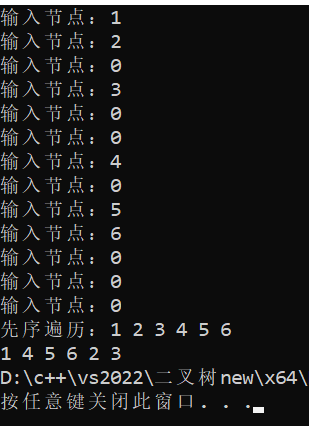 输入节点：1
输入节点：2
输入节点：0
输入节点：3
输入节点：0
输入节点：0
输入节点：4
输入节点：0
输入节点：5
输入节点：6
输入节点：0
输入节点：0
输入节点：0
先序遍历：1 2 3 4 5 6
1 4 5 6 2 3
D:\c++\vs2022\二叉树new\x64\
按任意键关闭此窗口. . .